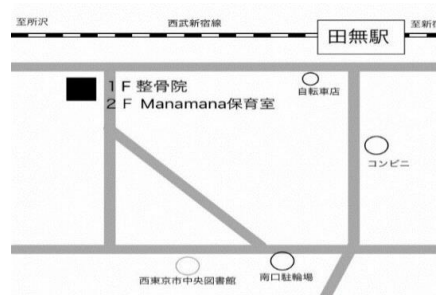 至所沢
西武新宿線
田無駅
至新宿
1F 整骨院
2F Manamana保育室
自転車店
コンビニ
西東京市中央図書館
南口駐輪場